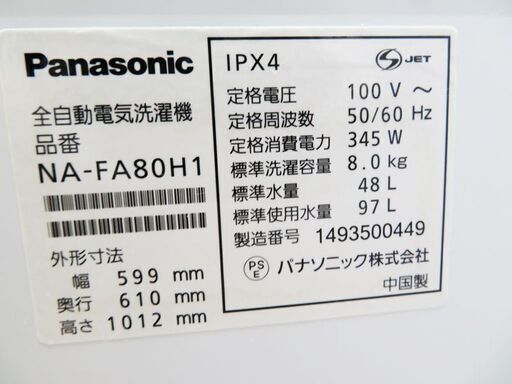 Panasonic
全自動電気洗濯機
品番
NA-FA80H1
外形寸法
幅 599 mm
奥行 610 mm
高さ 1012 mm
IPX4
S JET
定格電圧 100 V ～
定格周波数 50/60 Hz
定格消費電力 345 W
標準洗濯容量 8.0 kg
標準水量 48 L
標準使用水量 97 L
製造番号 1493500449
PS
E
パナソニック株式会社
中国製